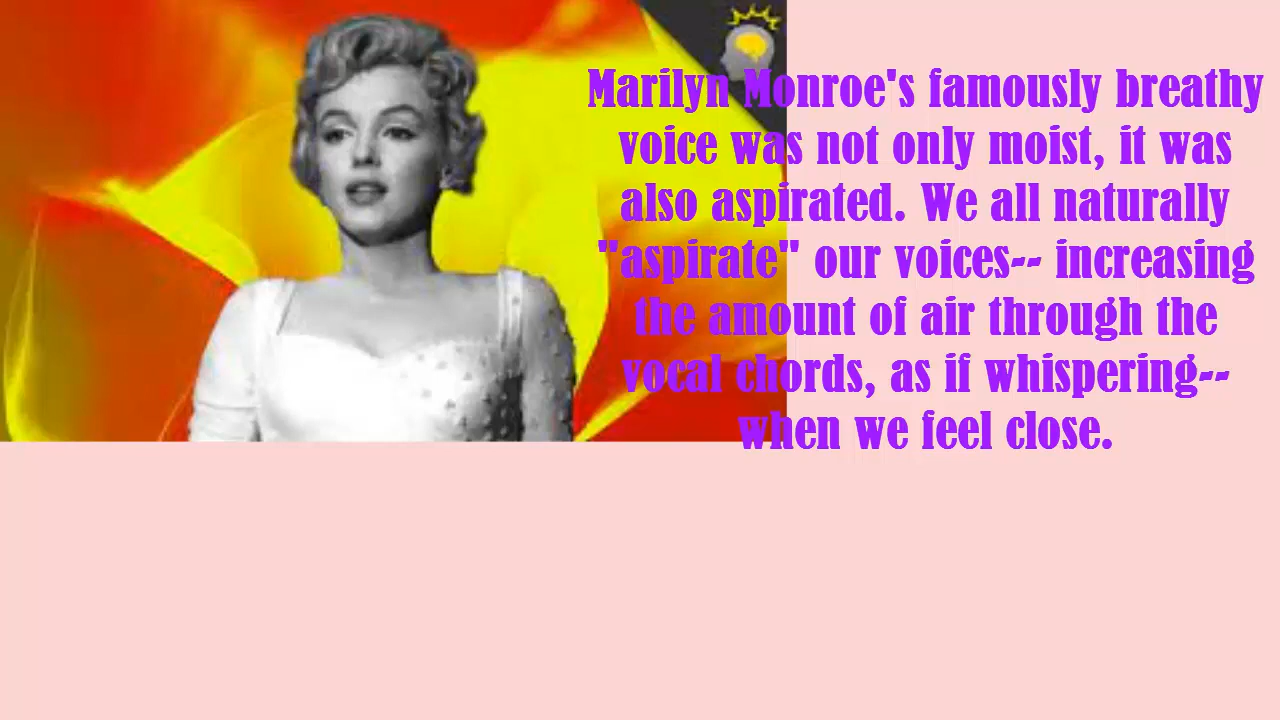 Marilyn Monroe's famously breathy
voice was not only moist, it was
also aspirated. We all naturally
"aspirate" our voices-- increasing
the amount of air through the
vocal chords, as if whispering--
when we feel close.